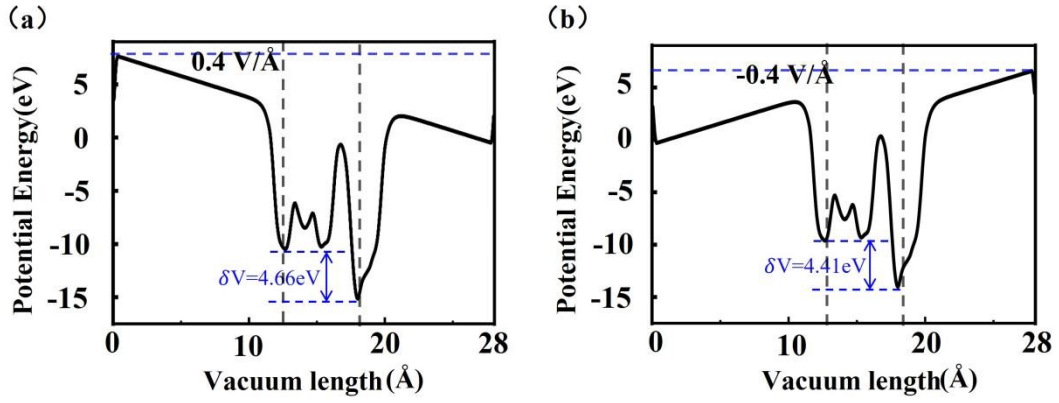 (a)
0.4 V/Å
Potential Energy(eV)
5
0
-5
-10
-15
δV=4.66eV
0
10
20
28
Vacuum length(Å)
(b)
-0.4 V/Å
Potential Energy(eV)
5
0
-5
-10
-15
δV=4.41eV
0
10
20
28
Vacuum length(Å)